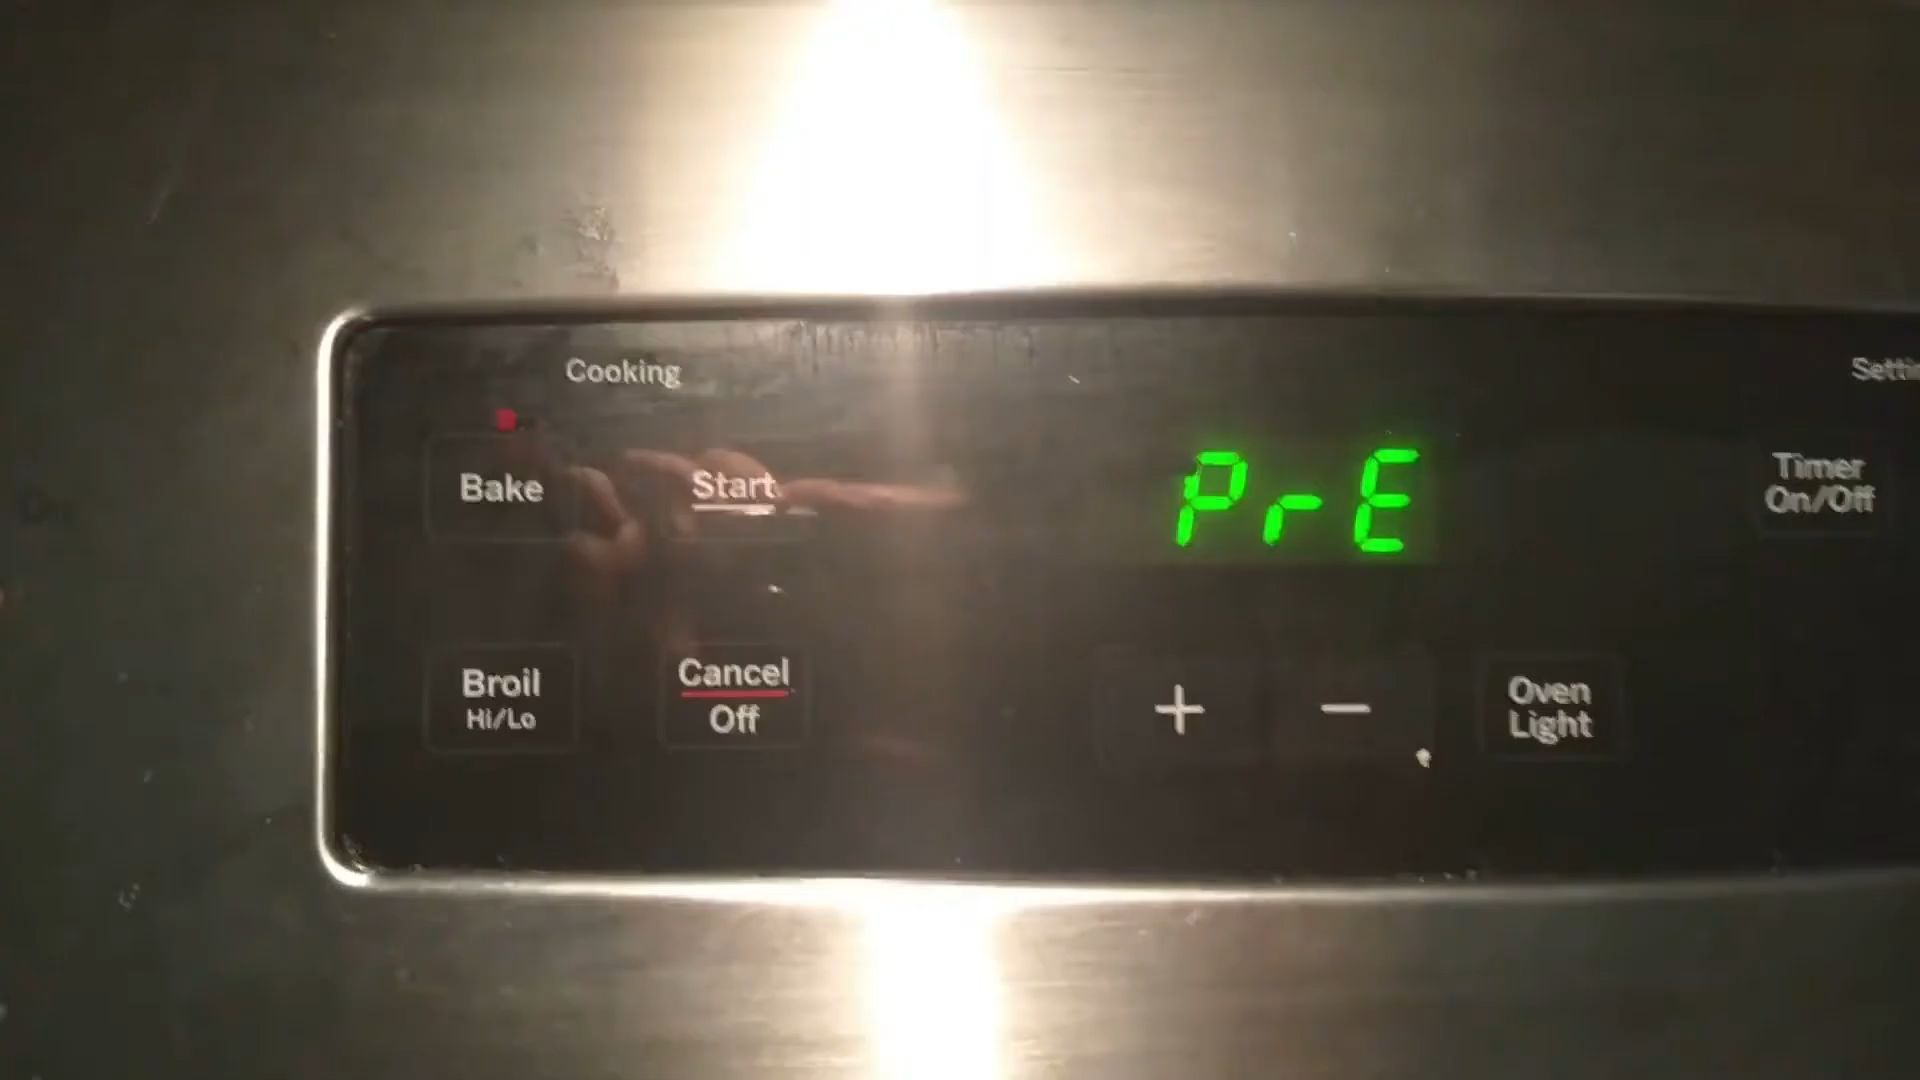 Cooking
Bake
Start
PrE
Timer
On/Off
Broil
Hi/Lo
Cancel
Off
+
−
Oven
Light